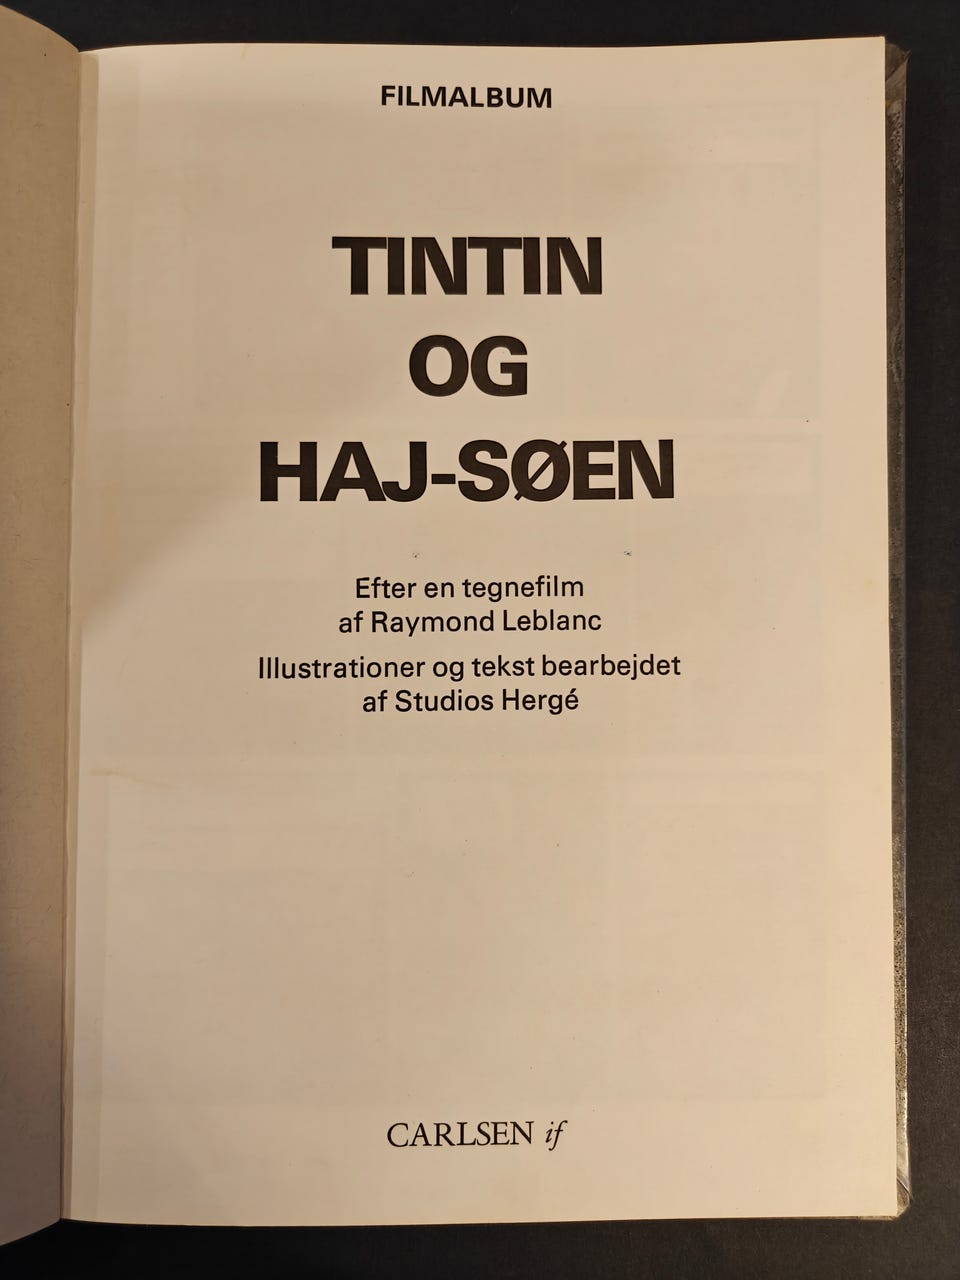 FILMALBUM
TINTIN
OG
HAJ-SØEN
Efter en tegnefilm
af Raymond Leblanc
Illustrationer og tekst bearbejdet
af Studios Hergé
CARLSEN if